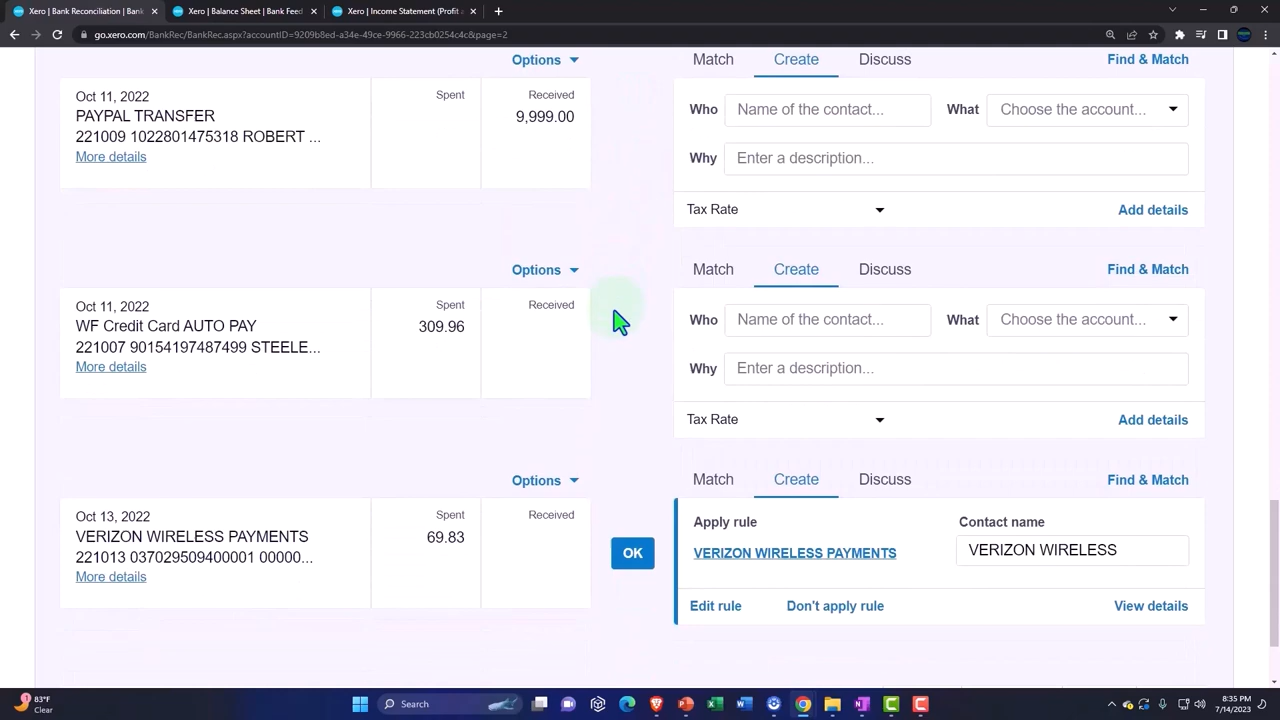 Xero | Bank Reconciliation | Bank
Xero | Balance Sheet | Bank Feed
Xero | Income Statement (Profit
go.xero.com/BankRec/BankRec.aspx?accountID=9209b8ed-a34e-49ce-9966-223cb0254c4c&page=2
Options
Match
Create
Discuss
Find & Match
Oct 11, 2022
Spent
Received
PAYPAL TRANSFER
9,999.00
221009 1022801475318 ROBERT ...
More details
Who
Name of the contact...
What
Choose the account...
Why
Enter a description...
Tax Rate
Add details
Options
Match
Create
Discuss
Find & Match
Oct 11, 2022
Spent
Received
WF Credit Card AUTO PAY
309.96
221007 90154197487499 STEELE...
More details
Who
Name of the contact...
What
Choose the account...
Why
Enter a description...
Tax Rate
Add details
Options
Match
Create
Discuss
Find & Match
Oct 13, 2022
Spent
Received
VERIZON WIRELESS PAYMENTS
69.83
221013 037029509400001 00000...
More details
OK
Apply rule
Contact name
VERIZON WIRELESS PAYMENTS
VERIZON WIRELESS
Edit rule
Don't apply rule
View details
83°F
Clear
Search
8:35 PM
7/14/2023